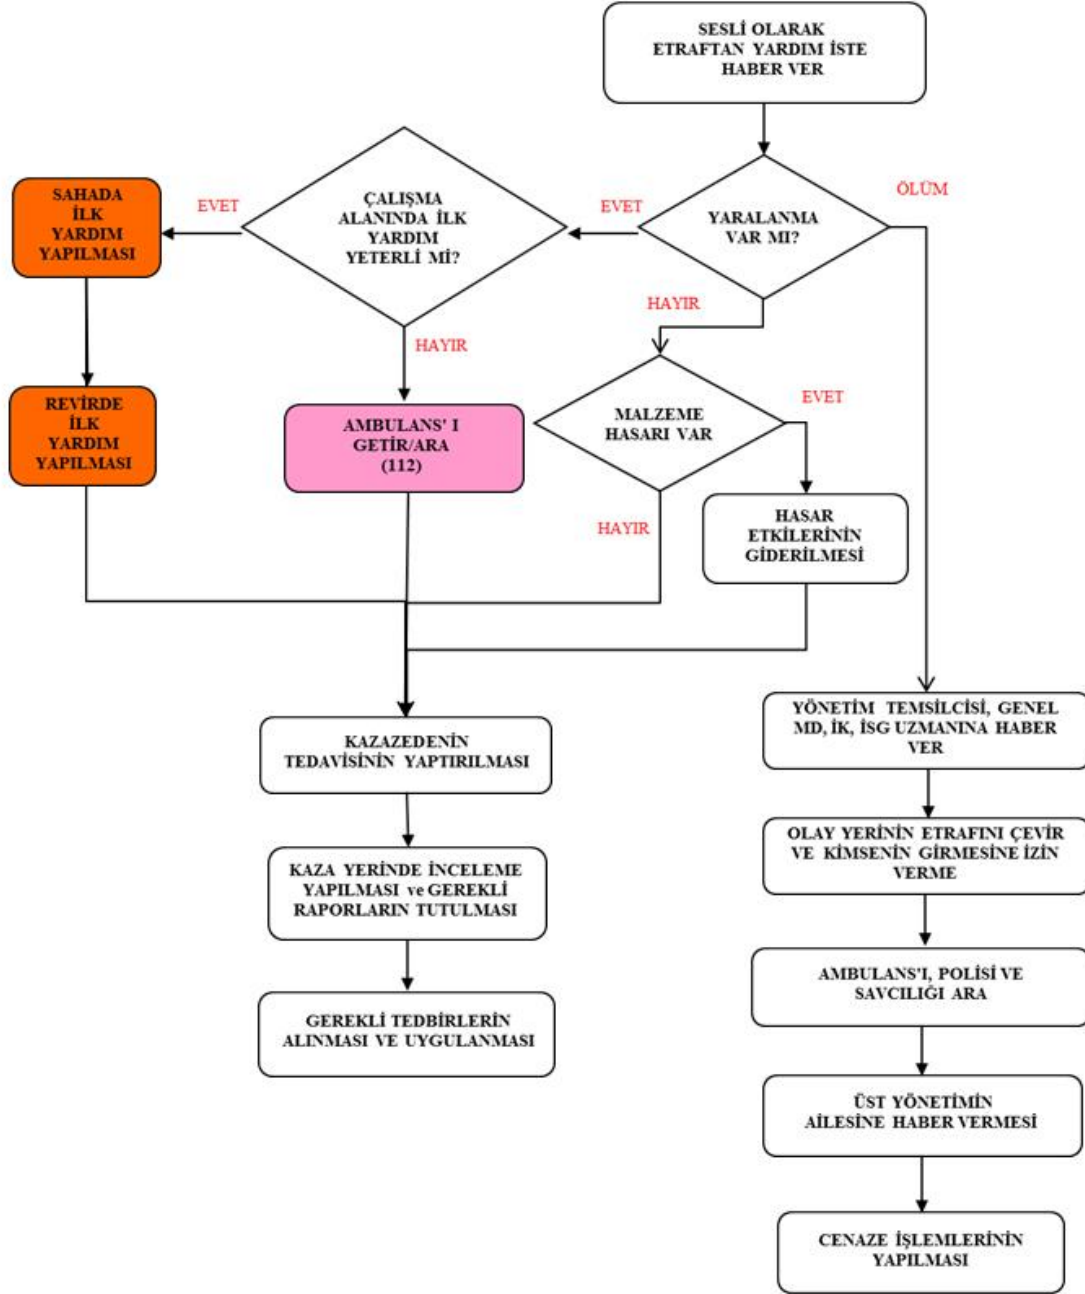 SESLİ OLARAK
ETRAFTAN YARDIM İSTE
HABER VER
ÖLÜM
YARALANMA
VAR MI?
EVET
ÇALIŞMA
ALANINDA İLK
YARDIM
YETERLİ Mİ?
EVET
SAHADA
İLK
YARDIM
YAPILMASI
HAYIR
HAYIR
REVİRDE
İLK
YARDIM
YAPILMASI
AMBULANS' I
GETİR/ARA
(112)
MALZEME
HASARI VAR
EVET
HAYIR
HASAR
ETKİLERİNİN
GİDERİLMESİ
KAZAZEDENİN
TEDAVİSİNİN YAPTIRILMASI
KAZA YERİNDE İNCELEME
YAPILMASI ve GEREKLİ
RAPORLARIN TUTULMASI
GEREKLİ TEDBİRLERİN
ALINMASI VE UYGULANMASI
YÖNETİM TEMSİLCİSİ, GENEL
MD, İK, İSG UZMANINA HABER
VER
OLAY YERİNİN ETRAFINI ÇEVİR
VE KİMSENİN GİRMESİNE İZİN
VERME
AMBULANS'I, POLİSİ VE
SAVCILIĞI ARA
ÜST YÖNETİMİN
AİLESİNE HABER VERMESİ
CENAZE İŞLEMLERİNİN
YAPILMASI